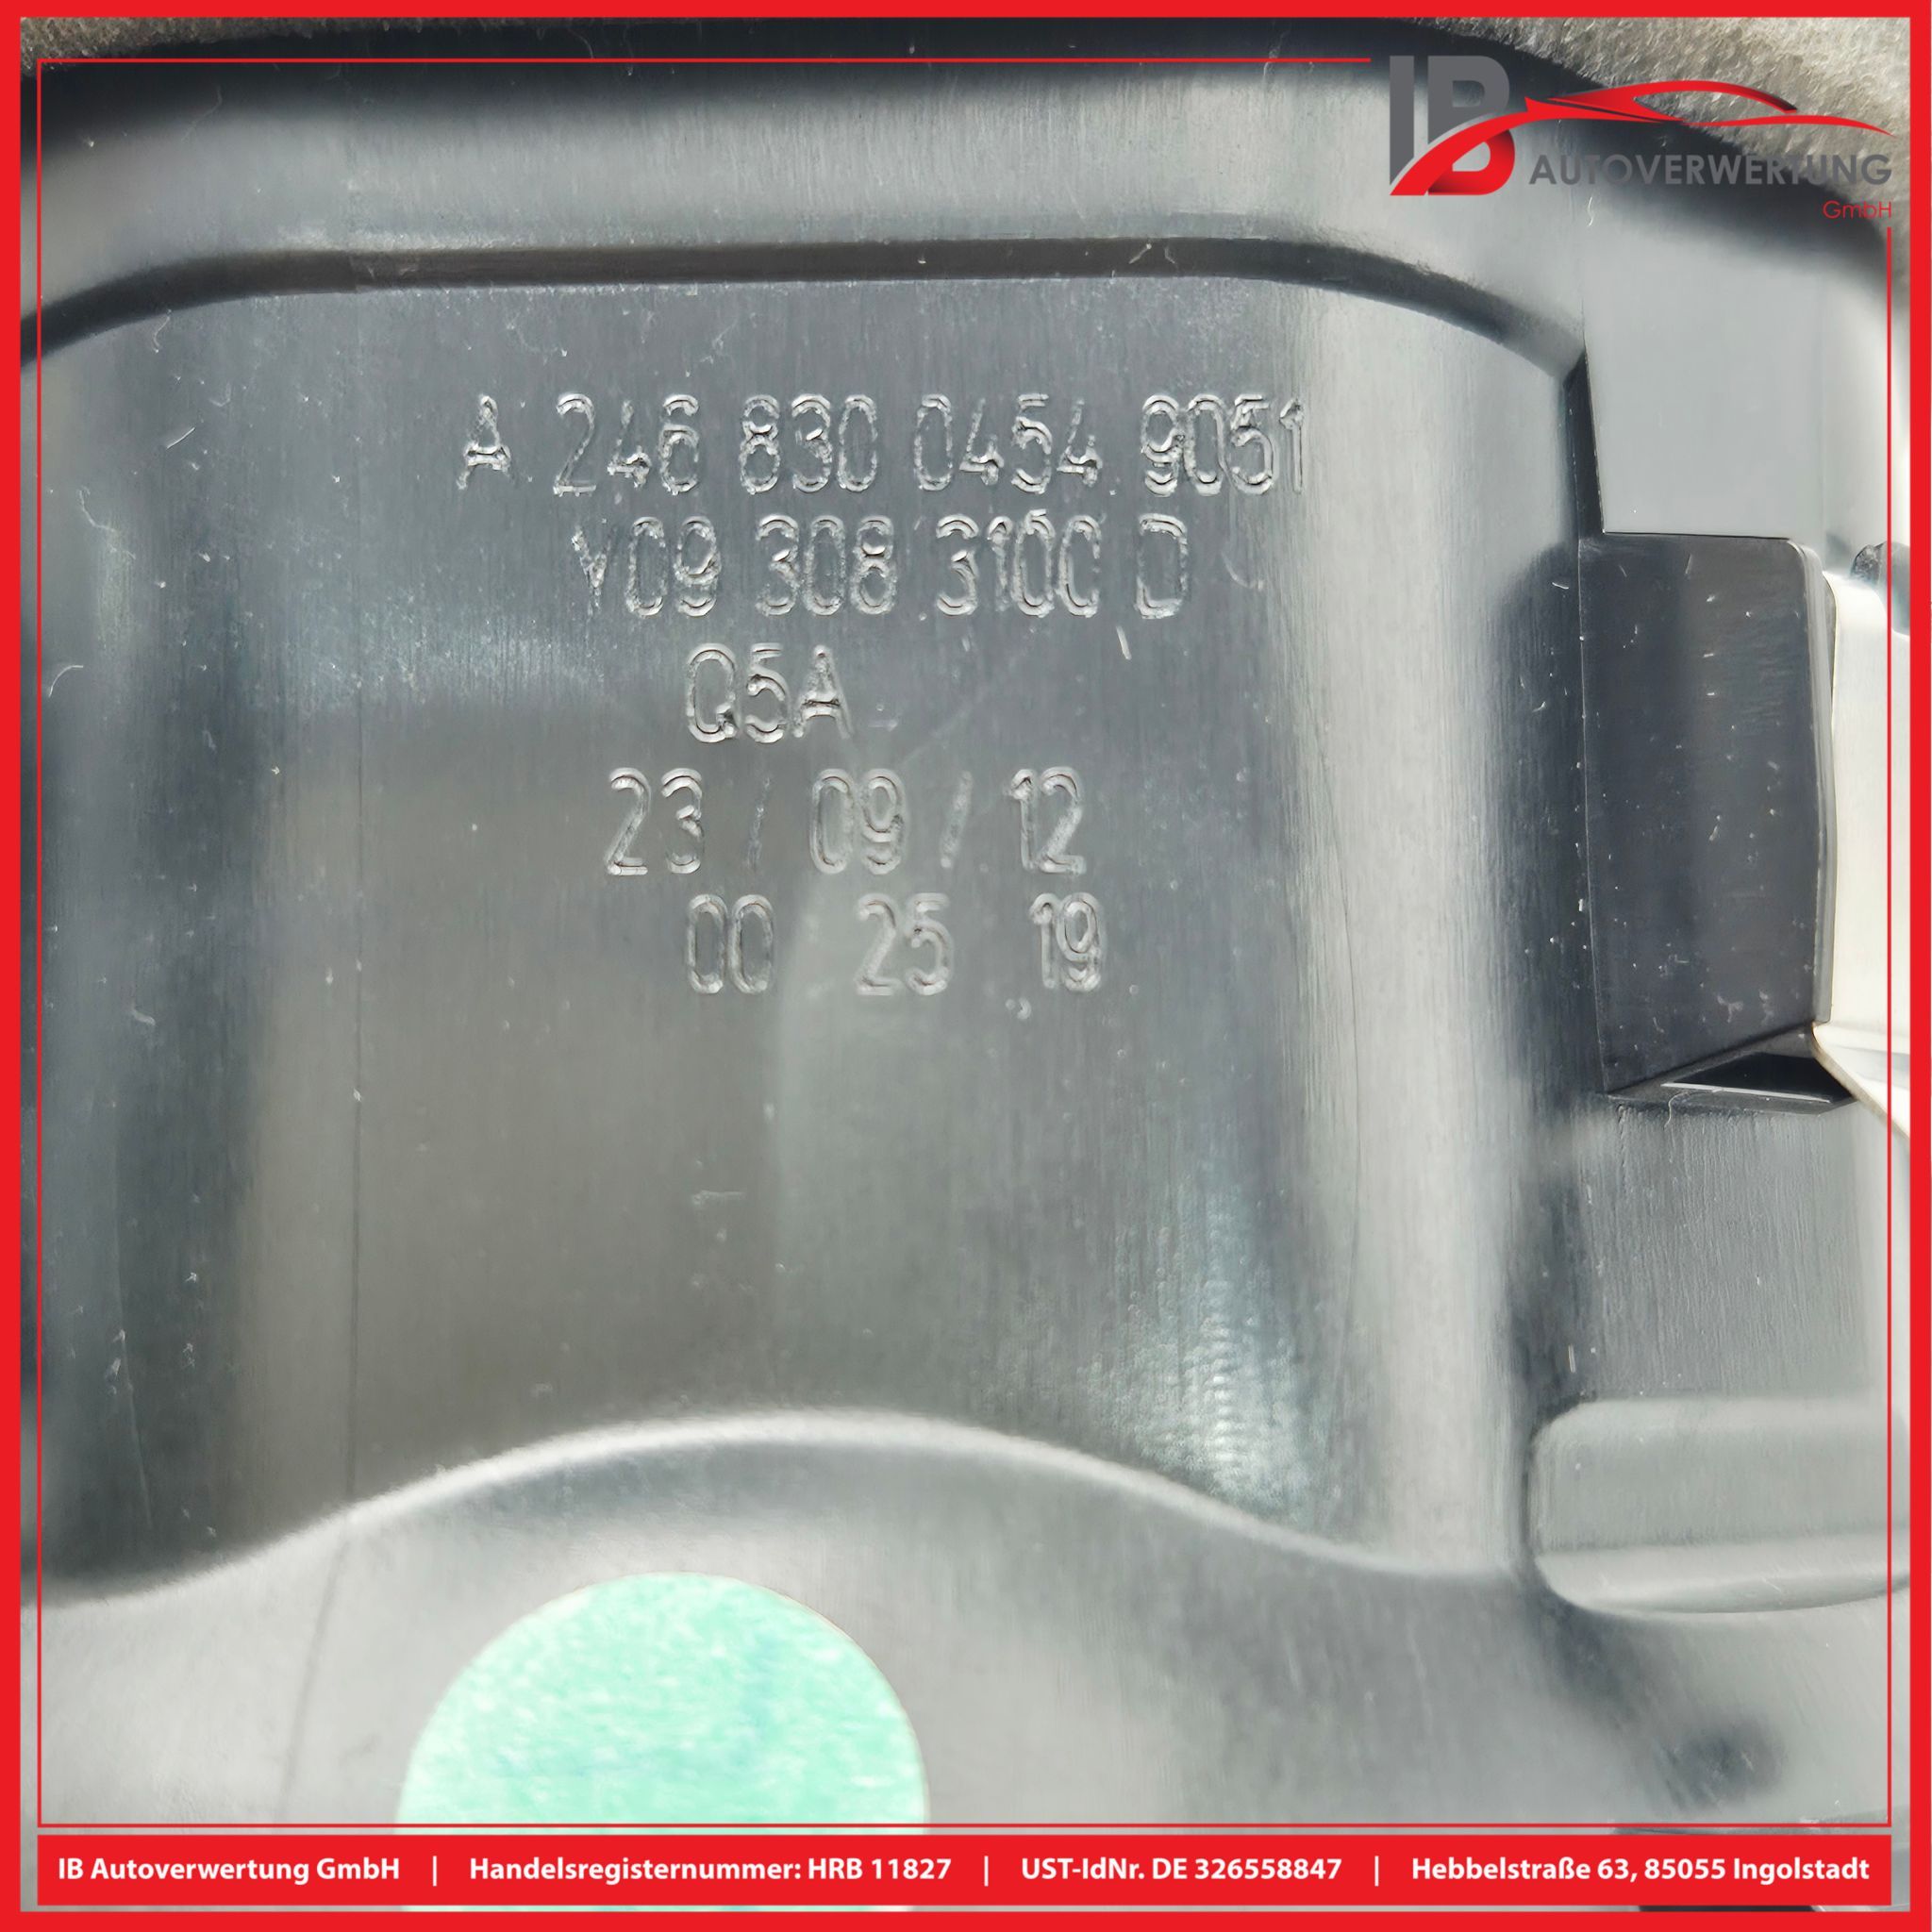 IB
AUTOVERWERTUNG
GmbH
A 246 830 0454 9051
Y09 308 3100 D
Q5A
23 / 09 / 12
00 25 19
IB Autoverwertung GmbH | Handelsregisternummer: HRB 11827 | UST-IdNr. DE 326558847 | Hebbelstraße 63, 85055 Ingolstadt